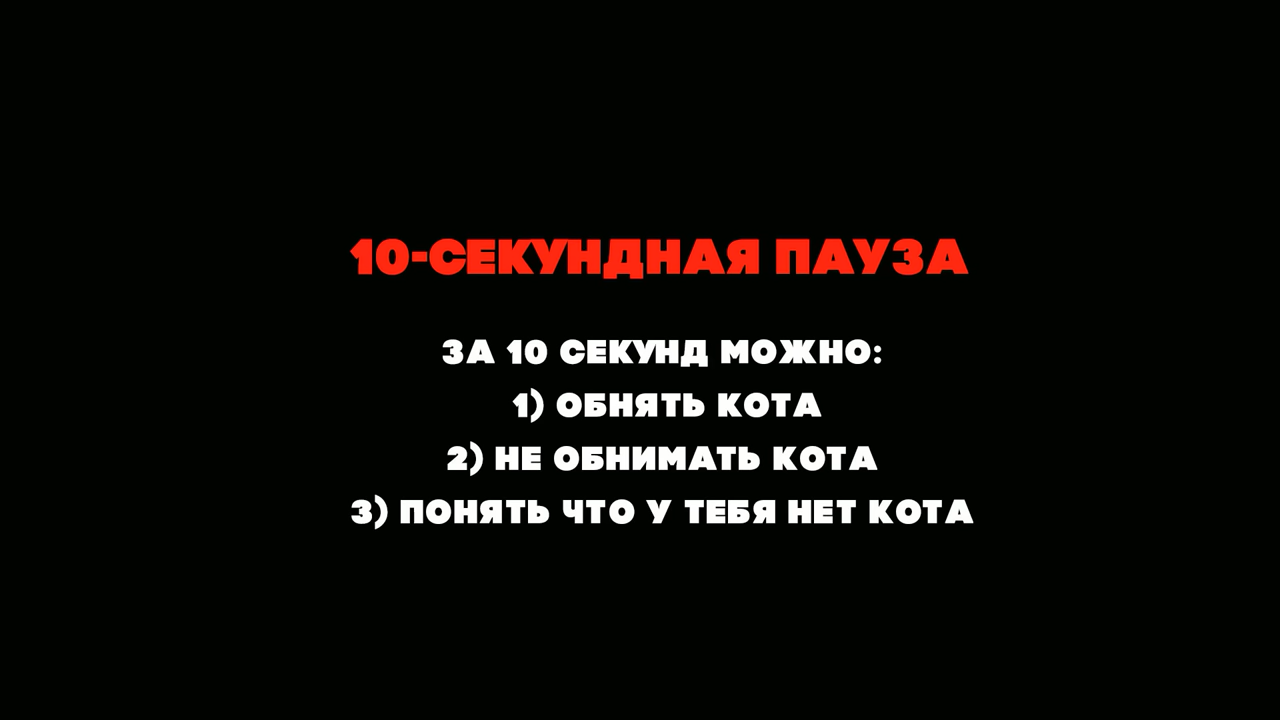 10-СЕКУНДНАЯ ПАУЗА
ЗА 10 СЕКУНД МОЖНО:
1) ОБНЯТЬ КОТА
2) НЕ ОБНИМАТЬ КОТА
3) ПОНЯТЬ ЧТО У ТЕБЯ НЕТ КОТА